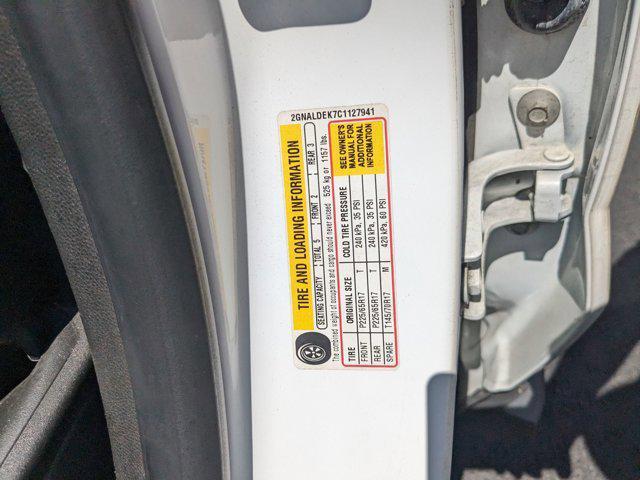 2GNALDEK7C1127941
TIRE AND LOADING INFORMATION
SEATING CAPACITY TOTAL 5 FRONT 2 REAR 3
The combined weight of occupants and cargo should never exceed 525 kg or 1157 lbs.
TIRE ORIGINAL SIZE COLD TIRE PRESSURE
FRONT P225/65R17 T 240 kPa, 35 PSI
REAR P225/65R17 T 240 kPa, 35 PSI
SPARE T145/70R17 M 420 kPa, 60 PSI
SEE OWNER'S
MANUAL FOR
ADDITIONAL
INFORMATION